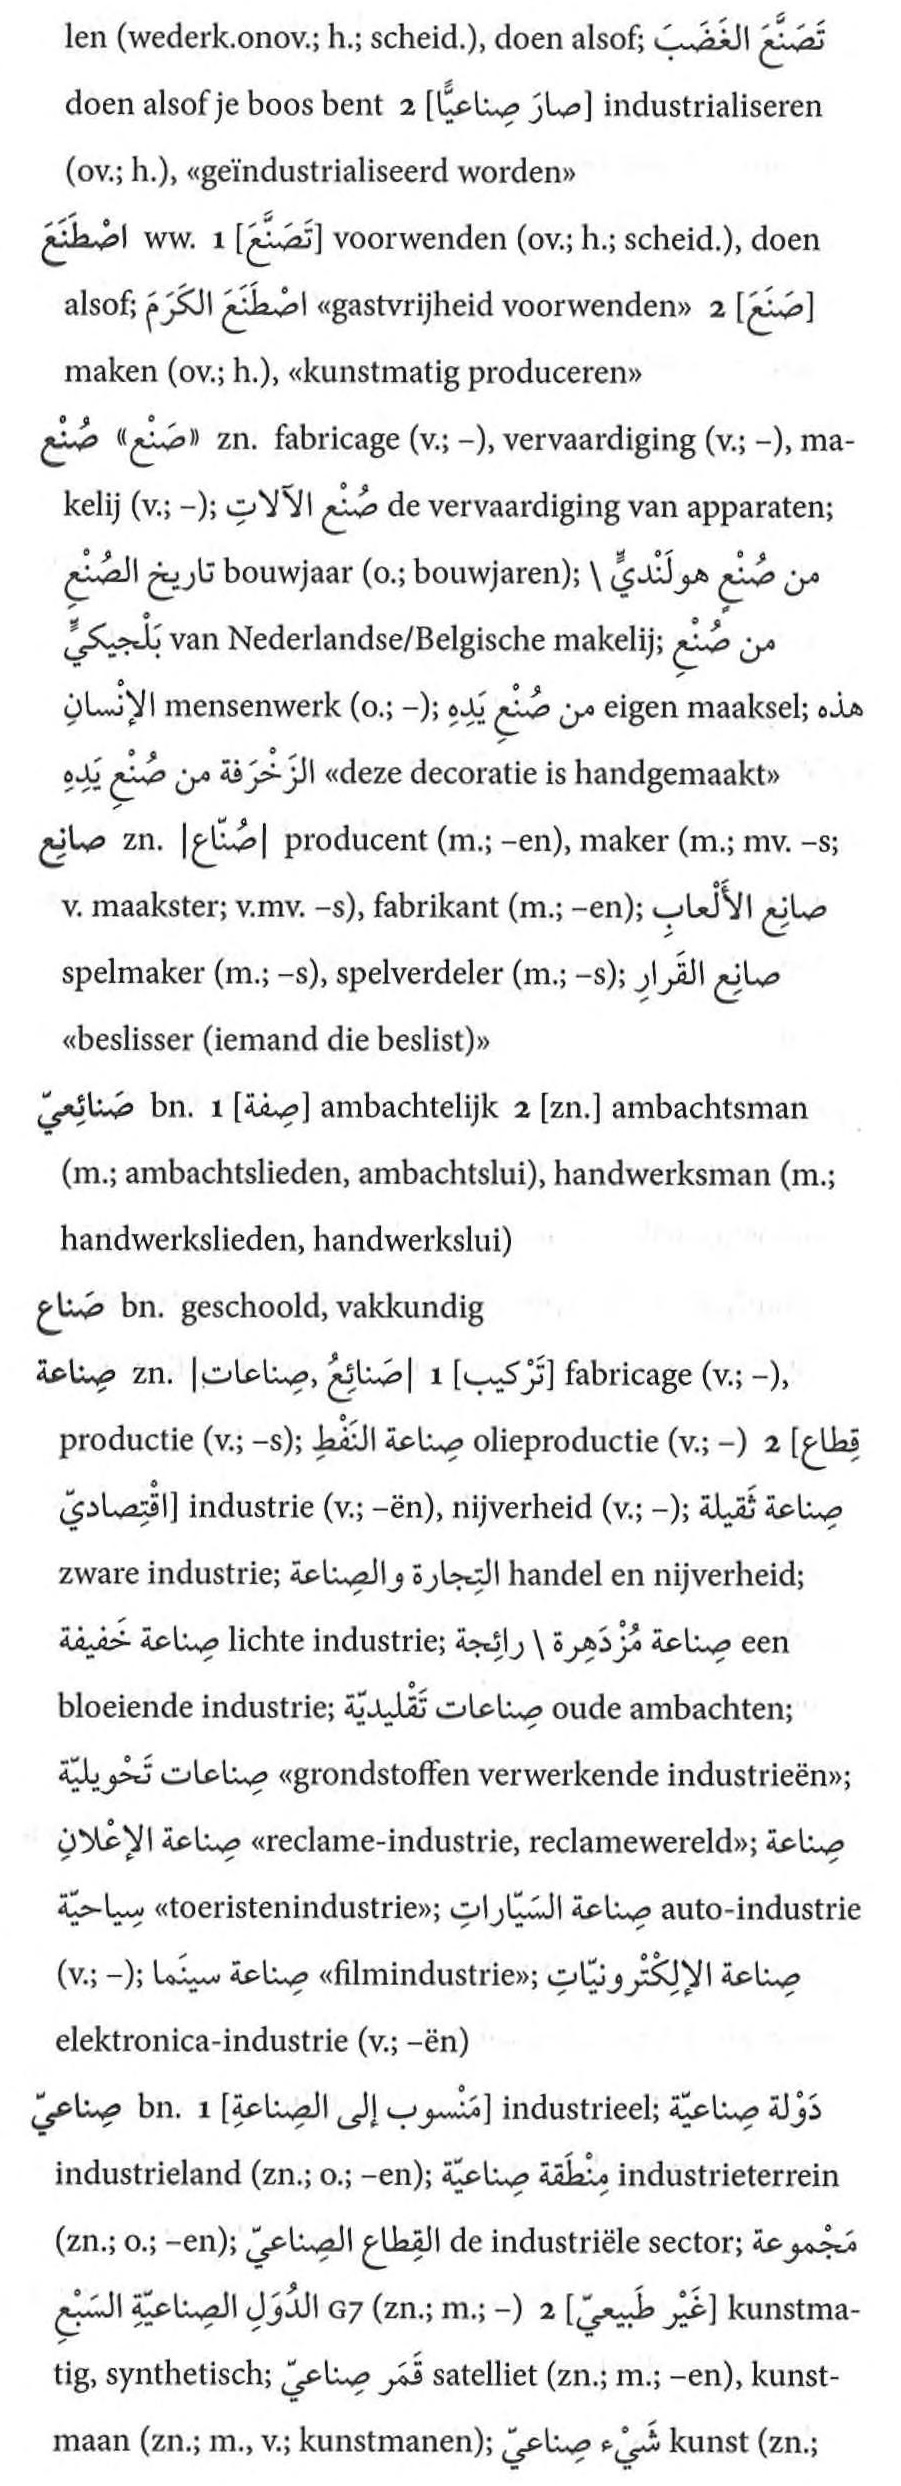 len (wederk.onov.; h.; scheid.), doen alsof; تَصَنَّعَ الغَضَبَ
doen alsof je boos bent 2 [صارَ صِناعيًّا] industrialiseren
(ov.; h.), «geïndustrialiseerd worden»
اصْطَنَعَ ww. 1 [تَصَنَّعَ] voorwenden (ov.; h.; scheid.), doen
alsof; اصْطَنَعَ الكَرَمَ «gastvrijheid voorwenden» 2 [صَنَعَ]
maken (ov.; h.), «kunstmatig produceren»
صُنْع «صَنْع» zn. fabricage (v.; –), vervaardiging (v.; –), ma-
kelij (v.; –); صُنْع الآلاتِ de vervaardiging van apparaten;
تاريخ الصُنْعِ bouwjaar (o.; bouwjaren); من صُنْعٍ هولَنْديٍّ \
بَلْجيكيٍّ van Nederlandse/Belgische makelij; من صُنْعِ
الإنْسانِ mensenwerk (o.; –); من صُنْعِ يَدِهِ eigen maaksel; هذه
الزَخْرَفة من صُنْعِ يَدِهِ «deze decoratie is handgemaakt»
صانِع zn. |صُنّاع| producent (m.; –en), maker (m.; mv. –s;
v. maakster; v.mv. –s), fabrikant (m.; –en); صانِع الأَلْعابِ
spelmaker (m.; –s), spelverdeler (m.; –s); صانِع القَرارِ
«beslisser (iemand die beslist)»
صَنائِعيّ bn. 1 [صِفة] ambachtelijk 2 [zn.] ambachtsman
(m.; ambachtslieden, ambachtslui), handwerksman (m.;
handwerkslieden, handwerkslui)
صَناع bn. geschoold, vakkundig
صِناعة zn. |صَنائِعُ ,صِناعات| 1 [تَرْكيب] fabricage (v.; –),
productie (v.; –s); صِناعة النَفْطِ olieproductie (v.; –) 2 [قِطاع
اقْتِصاديّ] industrie (v.; –ën), nijverheid (v.; –); صِناعة ثَقيلة
zware industrie; التِجارة والصِناعة handel en nijverheid;
صِناعة خَفيفة lichte industrie; صِناعة مُزْدَهِرة \ رائِجة een
bloeiende industrie; صِناعات تَقْليديّة oude ambachten;
صِناعات تَحْويليّة «grondstoffen verwerkende industrieën»;
صِناعة الإعْلانِ «reclame-industrie, reclamewereld»; صِناعة
سِياحيّة «toeristenindustrie»; صِناعة السَيّاراتِ auto-industrie
(v.; –); صِناعة سينَما «filmindustrie»; صِناعة الإلِكْتْرونيّاتِ
elektronica-industrie (v.; –ën)
صِناعيّ bn. 1 [مَنْسوب إلى الصِناعةِ] industrieel; دَوْلة صِناعيّة
industrieland (zn.; o.; –en); مِنْطَقة صِناعيّة industrieterrein
(zn.; o.; –en); القِطاع الصِناعيّ de industriële sector; مَجْموعة
الدُوَلِ الصِناعيّةِ السَبْعِ G7 (zn.; m.; –) 2 [غَيْر طَبيعيّ] kunstma-
tig, synthetisch; قَمَر صِناعيّ satelliet (zn.; m.; –en), kunst-
maan (zn.; m., v.; kunstmanen); شَيْء صِناعيّ kunst (zn.;